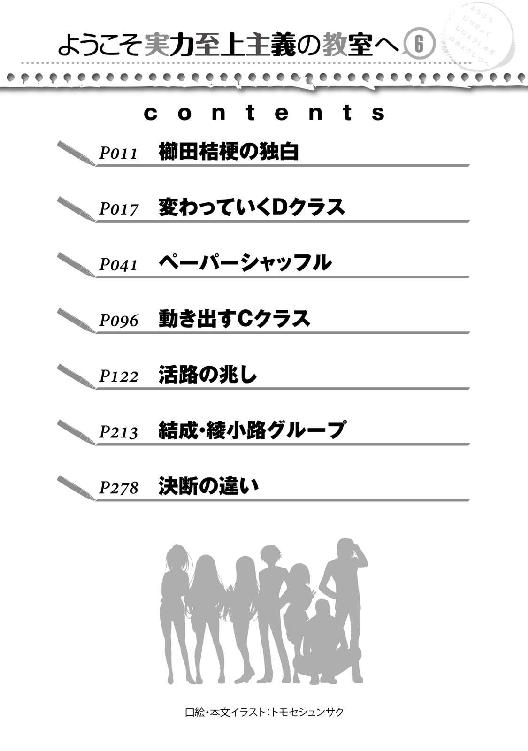 ようこそ実力至上主義の教室へ 6
contents
P011 櫛田桔梗の独白
P017 変わっていくDクラス
P041 ペーパーシャッフル
P096 動き出すCクラス
P122 活路の兆し
P213 結成・綾小路グループ
P278 決断の違い
口絵・本文イラスト:トモセシュンサク